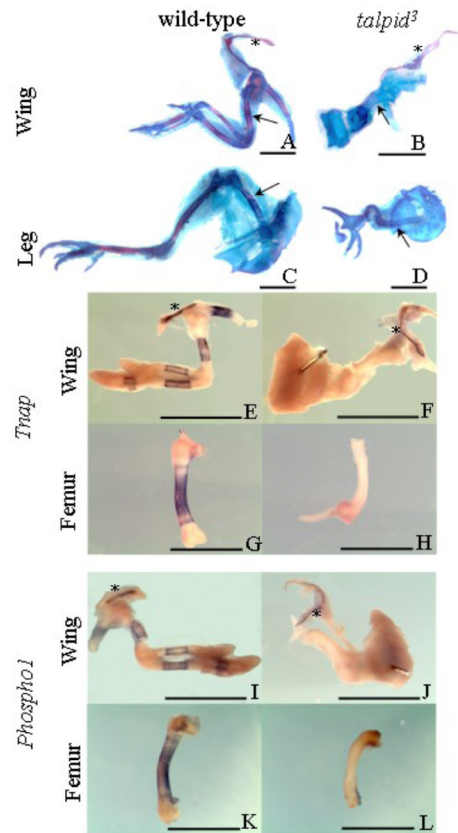 wild-type talpid³
Wing * A * B
Leg C D
Tnap
Wing * E * F
Femur G H
Phospho1
Wing * I * J
Femur K L